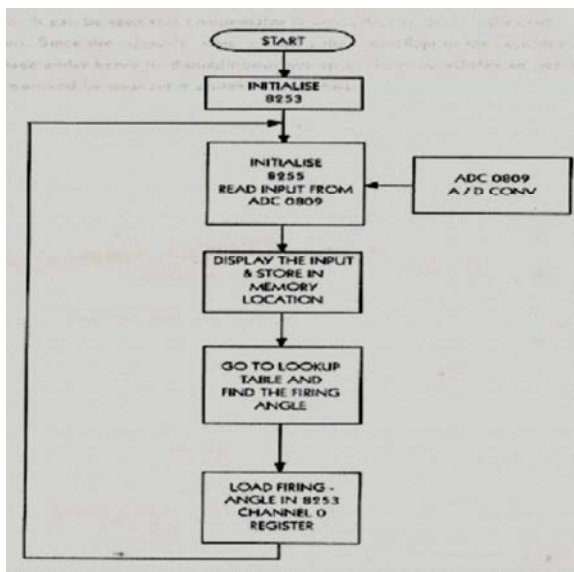 START
INITIALISE
8253
INITIALISE
8255
READ INPUT FROM
ADC 0809
ADC 0809
A/D CONV
DISPLAY THE INPUT
& STORE IN
MEMORY
LOCATION
GO TO LOOKUP
TABLE AND
FIND THE FIRING
ANGLE
LOAD FIRING -
ANGLE IN 8253
CHANNEL 0
REGISTER